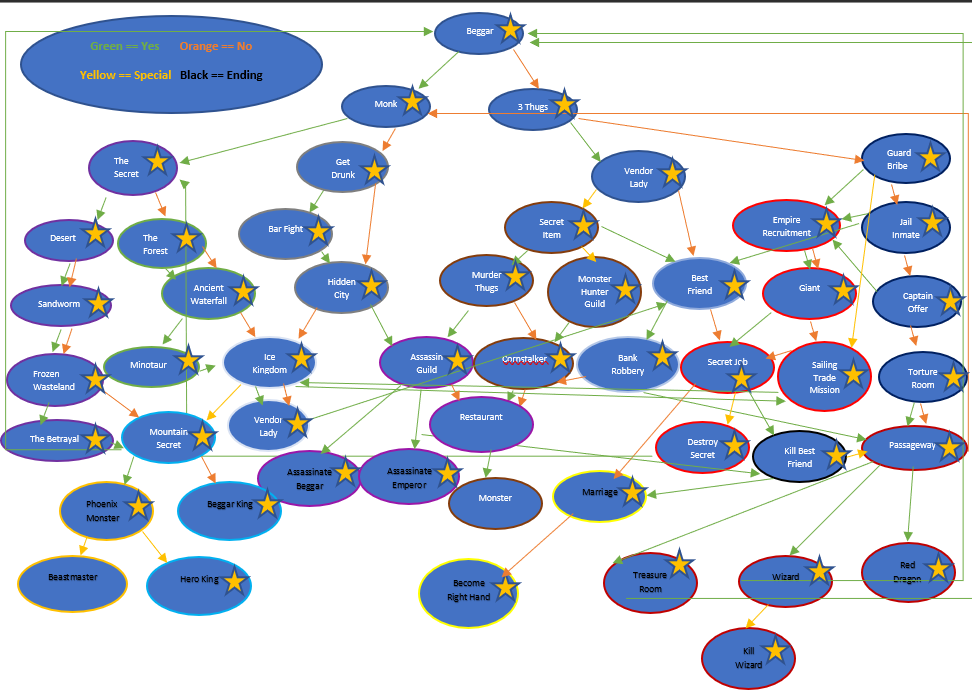 Beggar
Green == Yes Orange == No
Yellow == Special Black == Ending
Monk
3 Thugs
The
Secret
Get
Drunk
Vendor
Lady
Guard
Bribe
Desert
The
Forest
Bar Fight
Secret
Item
Empire
Recruitment
Jail
Inmate
Sandworm
Ancient
Waterfall
Hidden
City
Murder
Thugs
Monster
Hunter
Guild
Best
Friend
Giant
Captain
Offer
Frozen
Wasteland
Minotaur
Ice
Kingdom
Assassin
Guild
Onmstalker
Bank
Robbery
Secret Job
Sailing
Trade
Mission
Torture
Room
The Betrayal
Mountain
Secret
Vendor
Lady
Restaurant
Destroy
Secret
Kill Best
Friend
Passageway
Phoenix
Monster
Beggar King
Assassinate
Beggar
Assassinate
Emperor
Monster
Marriage
Beastmaster
Hero King
Become
Right Hand
Treasure
Room
Wizard
Red
Dragon
Kill
Wizard